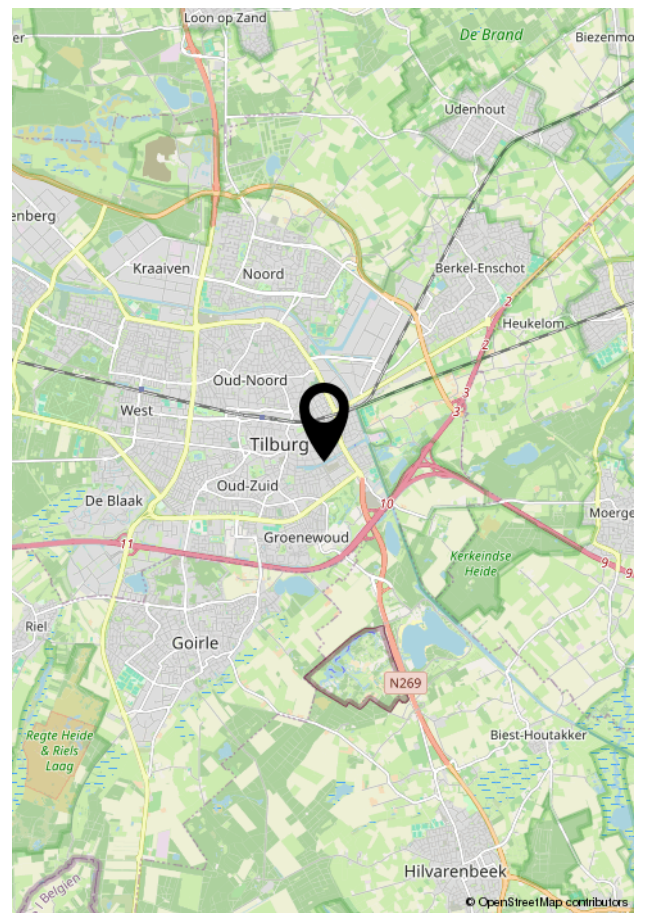 Loon op Zand
De Brand
er
Biezenmo
Udenhout
enberg
Kraaiven
Noord
Berkel-Enschot
2
Heukelom
2
Oud-Noord
3
West
3
Tilburg
Oud-Zuid
De Blaak
10
Moerge
11
Groenewoud
Kerkeindse
Heide
9
9
Riel
Goirle
N269
Regte Heide
& Riels
Laag
Biest-Houtakker
Hilvarenbeek
België
© OpenStreetMap contributors